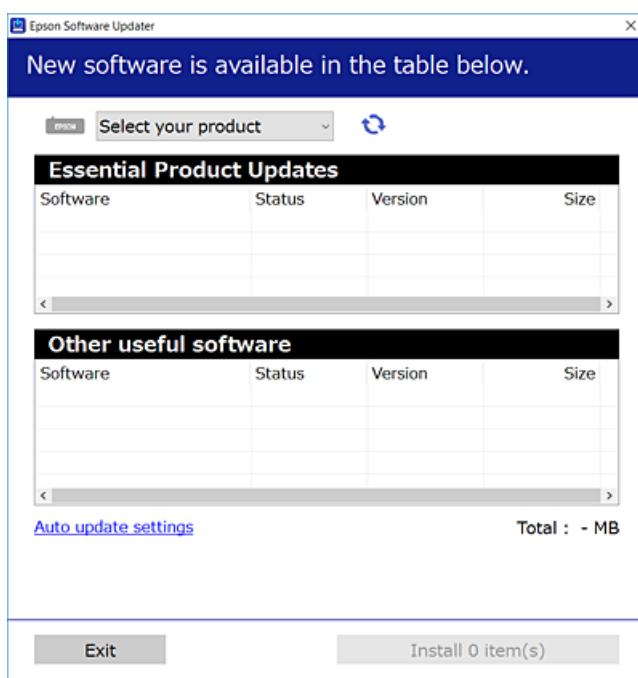 Epson Software Updater
New software is available in the table below.
EPSON Select your product
Essential Product Updates
Software Status Version Size
Other useful software
Software Status Version Size
Auto update settings Total : - MB
Exit Install 0 item(s)